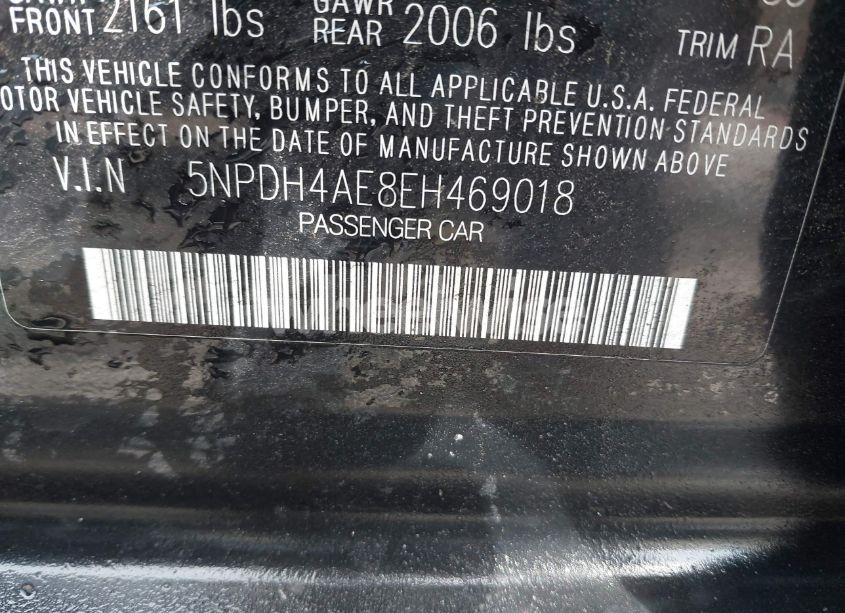 FRONT 2161 lbs GAWR REAR 2006 lbs TRIM RA
THIS VEHICLE CONFORMS TO ALL APPLICABLE U.S.A. FEDERAL
OTOR VEHICLE SAFETY, BUMPER, AND THEFT PREVENTION STANDARDS
IN EFFECT ON THE DATE OF MANUFACTURE SHOWN ABOVE
V.I.N 5NPDH4AE8EH469018
PASSENGER CAR